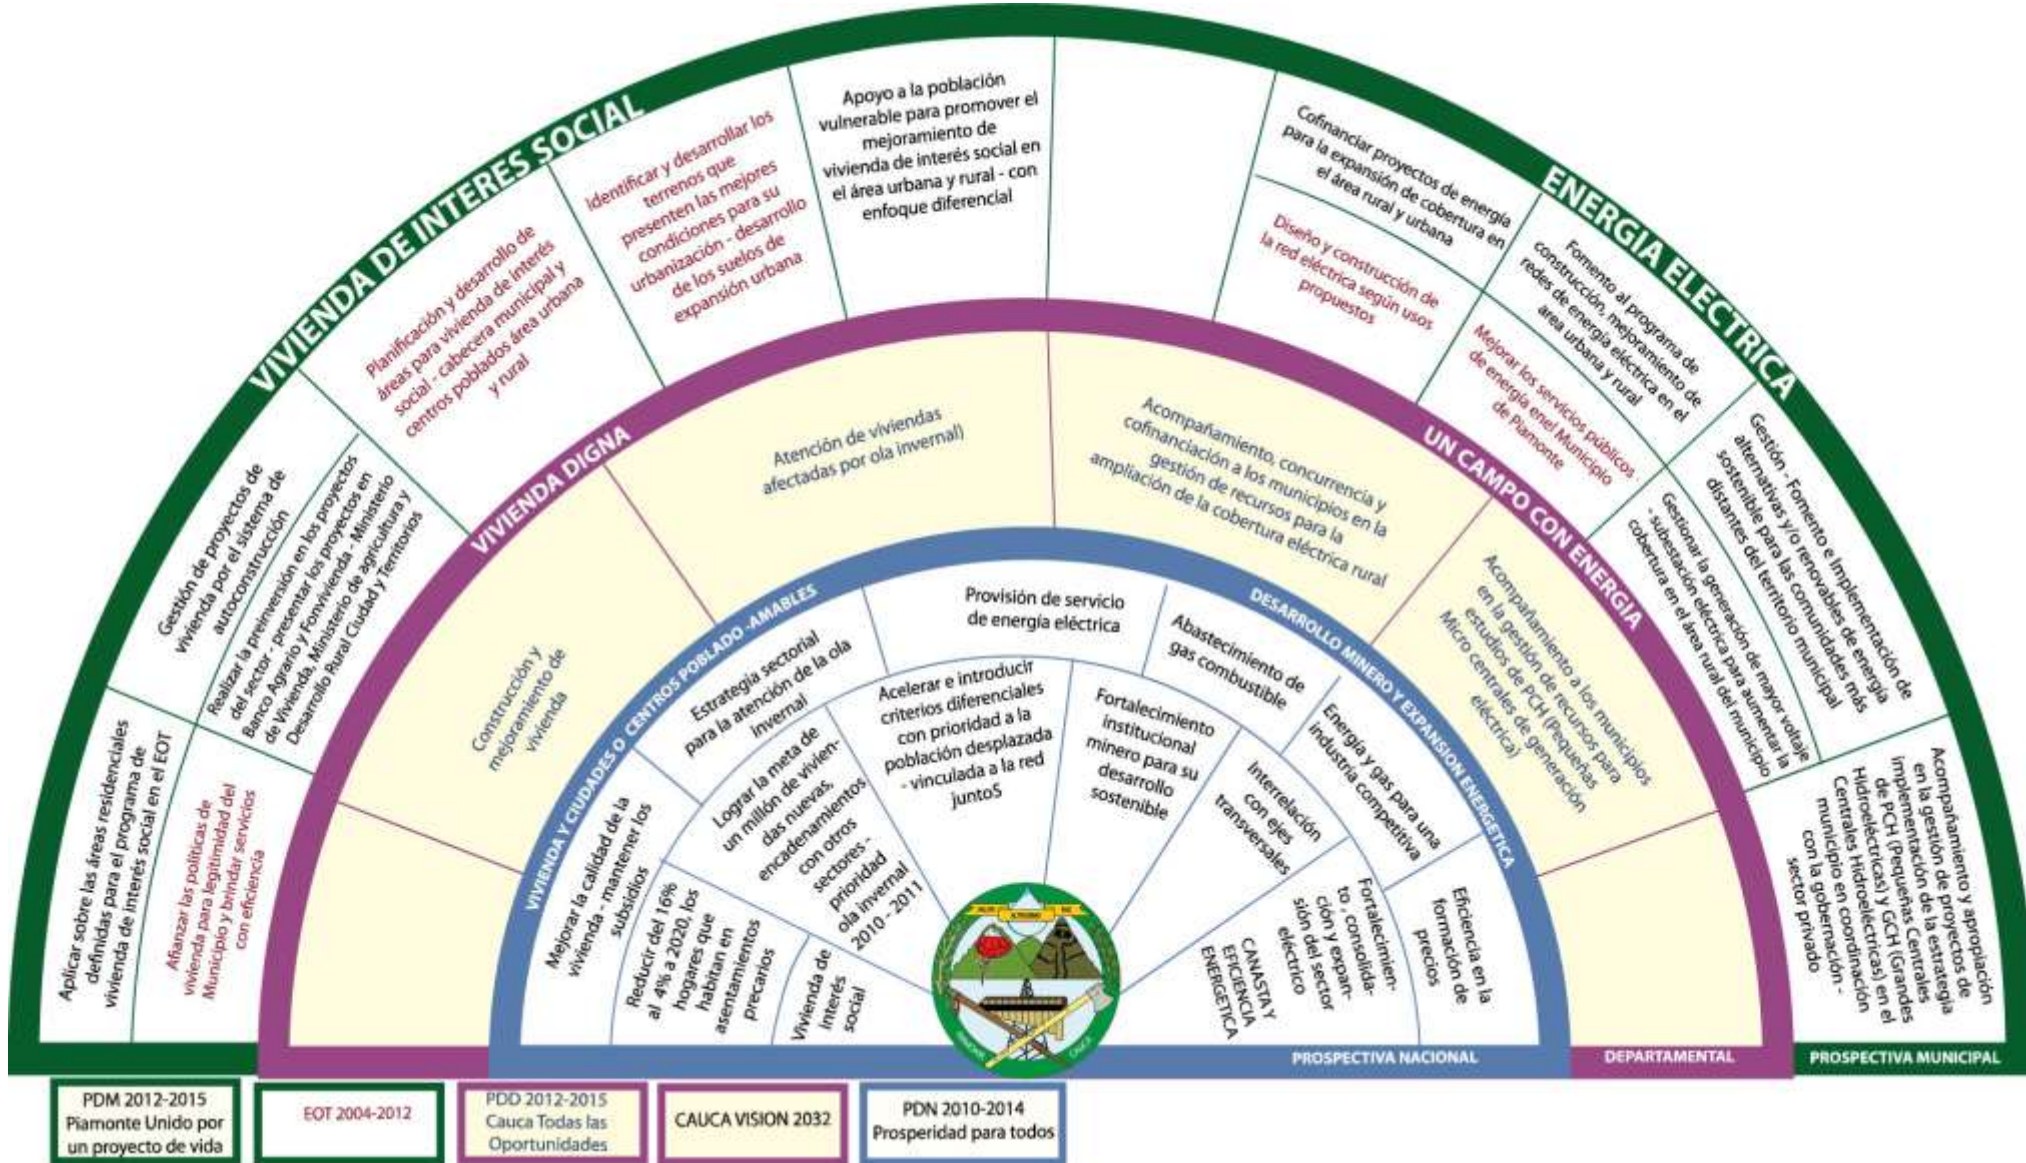 VIVIENDA DE INTERES SOCIAL
ENERGIA ELECTRICA
Aplicar sobre las áreas residenciales
definidas para el programa de
vivienda de interés social en el EOT
Afianzar las políticas de
vivienda para legitimidad del
Municipio y brindar servicios
con eficiencia
Gestión de proyectos de
vivienda por el sistema de
autoconstrucción
Realizar la preinversión en los proyectos
del sector - presentar los proyectos en
Banco Agrario y Fonvivienda - Ministerio
de Vivienda, Ministerio de agricultura y
Desarrollo Rural Ciudad y Territorios
Planificación y desarrollo de
áreas para vivienda de interés
social - cabecera municipal y
centros poblados área urbana
y rural
Identificar y desarrollar los
terrenos que
presenten las mejores
condiciones para su
urbanización - desarrollo
de los suelos de
expansión urbana
Apoyo a la población
vulnerable para promover el
mejoramiento de
vivienda de interés social en
el área urbana y rural - con
enfoque diferencial
Cofinanciar proyectos de energía
para la expansión de cobertura en
el área rural y urbana
Diseño y construcción de
la red eléctrica según usos
propuestos
Fomento al programa de
construcción, mejoramiento de
redes de energía eléctrica en el
area urbana y rural
Mejorar los servicios públicos -
de energía enel Municipio
de Piamonte
Gestión - Fomento e Implementación de
alternativas y/o renovables de energía
sostenible para las comunidades más
distantes del territorio municipal
Gestionar la generación de mayor voltaje
- subestación eléctrica para aumentar la
cobertura en el área rural del municipio
Acompañamiento y apropiación
en la gestión de proyectos de
implementación de la estrategia
de PCH (Pequeñas Centrales
Hidroeléctricas) y GCH (Grandes
Centrales Hidroeléctricas) en el
municipio en coordinación
con la gobernación -
sector privado
VIVIENDA DIGNA
UN CAMPO CON ENERGIA
Construcción y
mejoramiento de
vivienda
Atención de viviendas
afectadas por ola invernal)
Acompañamiento, concurrencia y
cofinanciación a los municipios en la
gestión de recursos para la
ampliación de la cobertura eléctrica rural
Acompañamiento a los municipios
en la gestión de recursos para
estudios de PCH (Pequeñas
Micro centrales de generación
eléctrica)
VIVIENDA Y CIUDADES O CENTROS POBLADO -AMABLES
DESARROLLO MINERO Y EXPANSION ENERGETICA
Mejorar la calidad de la
vivienda - mantener los
subsidios
Estrategia sectorial
para la atención de la ola
invernal
Provisión de servicio
de energía eléctrica
Abastecimiento de
gas combustible
Energía y gas para una
industria competitiva
Eficiencia en la
formación de
precios
Reducir del 16%
al 4% a 2020, los
hogares que
habitan en
asentamientos
precarios
Vivienda de
interés
social
Lograr la meta de
un millón de vivien-
das nuevas,
encadenamientos
con otros
sectores -
prioridad
ola invernal
2010 - 2011
Acelerar e introducir
criterios diferenciales
con prioridad a la
población desplazada
- vinculada a la red
juntoS
Fortalecimiento
institucional
minero para su
desarrollo
sostenible
Interrelación
con ejes
transversales
Fortalecimien-
to , consolida-
ción y expan-
sión del sector
eléctrico
CANASTA Y
EFICIENCIA
ENERGETICA
PROSPECTIVA NACIONAL
DEPARTAMENTAL
PROSPECTIVA MUNICIPAL
PDM 2012-2015
Piamonte Unido por
un proyecto de vida
EOT 2004-2012
PDD 2012-2015
Cauca Todas las
Oportunidades
CAUCA VISION 2032
PDN 2010-2014
Prosperidad para todos